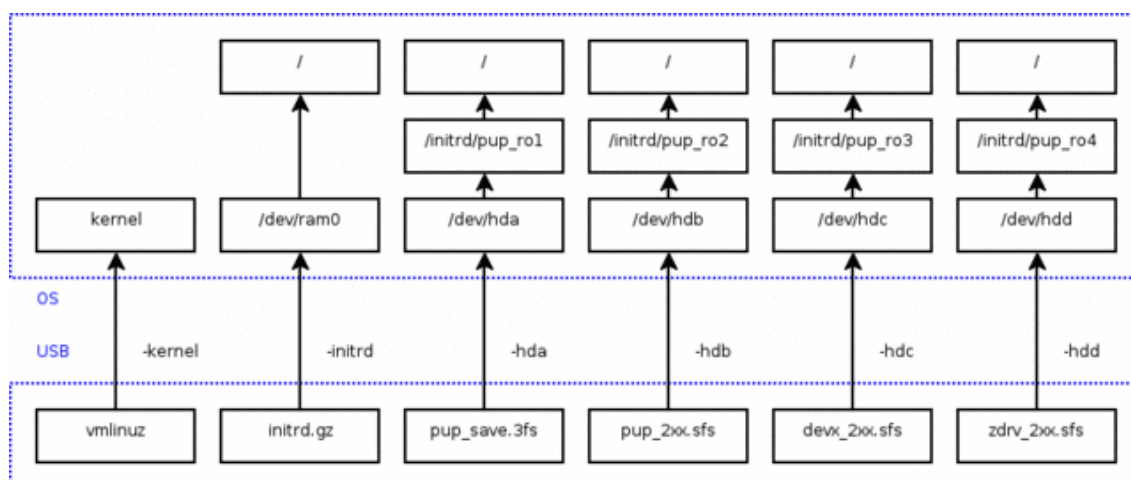 / / / / /
/initrd/pup_ro1 /initrd/pup_ro2 /initrd/pup_ro3 /initrd/pup_ro4
kernel /dev/ram0 /dev/hda /dev/hdb /dev/hdc /dev/hdd
OS
USB -kernel -initrd -hda -hdb -hdc -hdd
vmlinuz initrd.gz pup_save.3fs pup_2xx.sfs devx_2xx.sfs zdrv_2xx.sfs